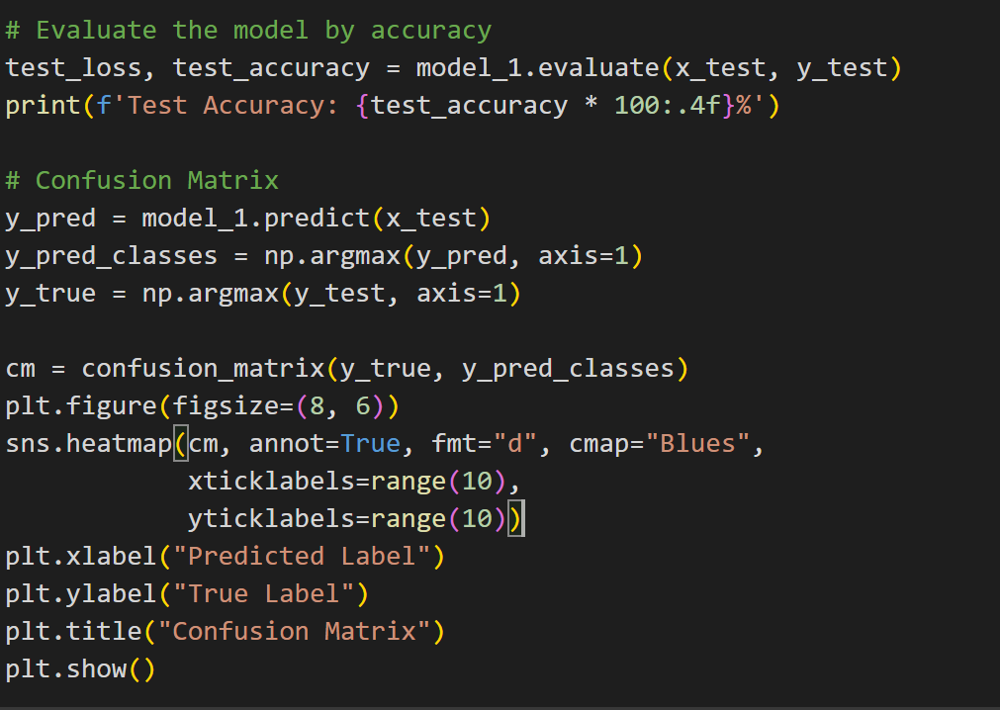 # Evaluate the model by accuracy
test_loss, test_accuracy = model_1.evaluate(x_test, y_test)
print(f'Test Accuracy: {test_accuracy * 100:.4f}%')

# Confusion Matrix
y_pred = model_1.predict(x_test)
y_pred_classes = np.argmax(y_pred, axis=1)
y_true = np.argmax(y_test, axis=1)

cm = confusion_matrix(y_true, y_pred_classes)
plt.figure(figsize=(8, 6))
sns.heatmap(cm, annot=True, fmt="d", cmap="Blues",
            xticklabels=range(10),
            yticklabels=range(10))
plt.xlabel("Predicted Label")
plt.ylabel("True Label")
plt.title("Confusion Matrix")
plt.show()